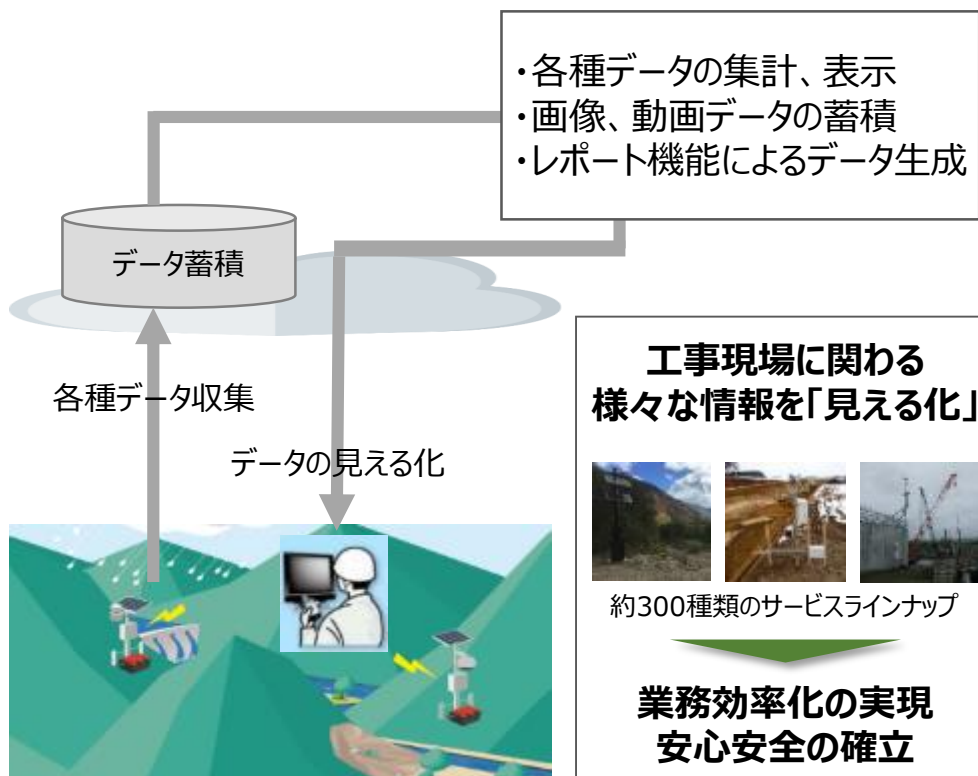 ・各種データの集計、表示
・画像、動画データの蓄積
・レポート機能によるデータ生成
データ蓄積
各種データ収集
データの見える化
工事現場に関わる
様々な情報を「見える化」
約300種類のサービスラインナップ
業務効率化の実現
安心安全の確立